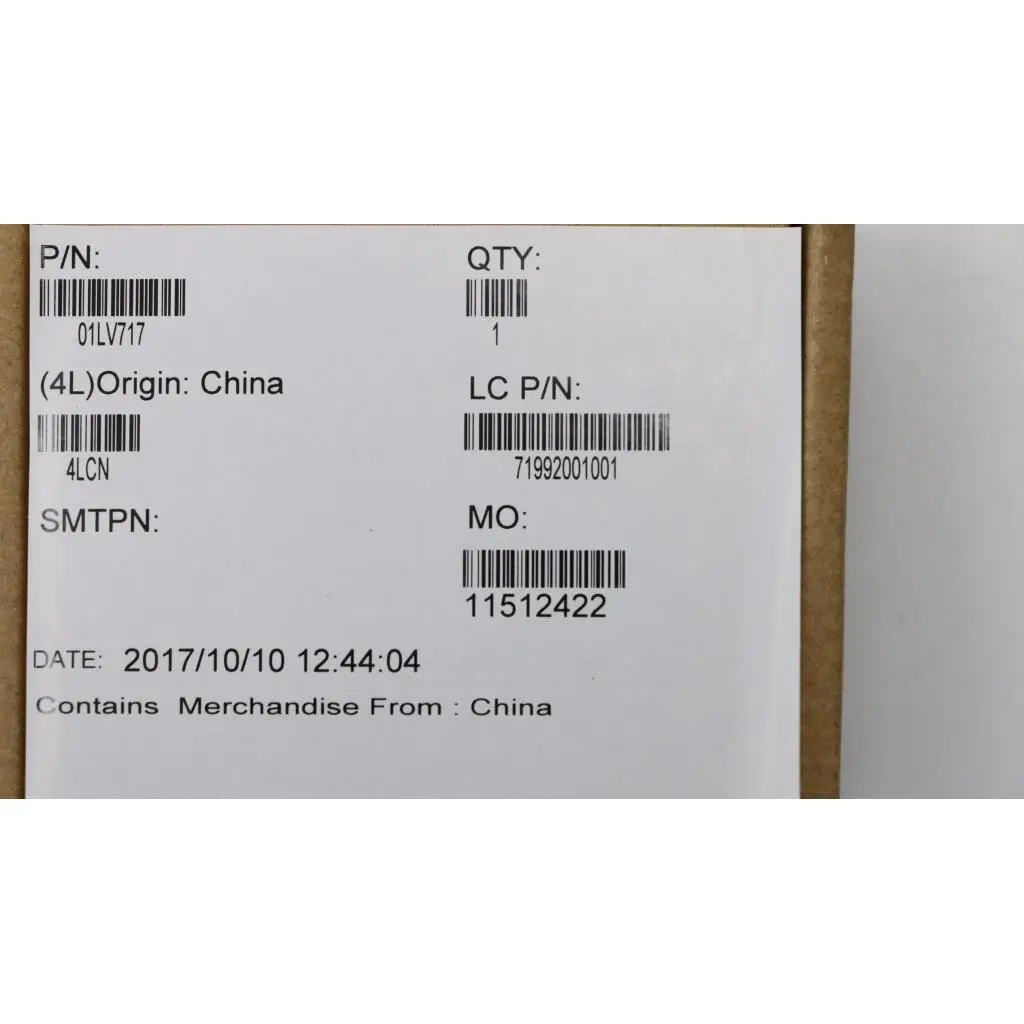 P/N:
QTY:
01LV717
1
(4L)Origin: China
LC P/N:
4LCN
71992001001
SMTPN:
MO:
11512422
DATE: 2017/10/10 12:44:04
Contains Merchandise From : China